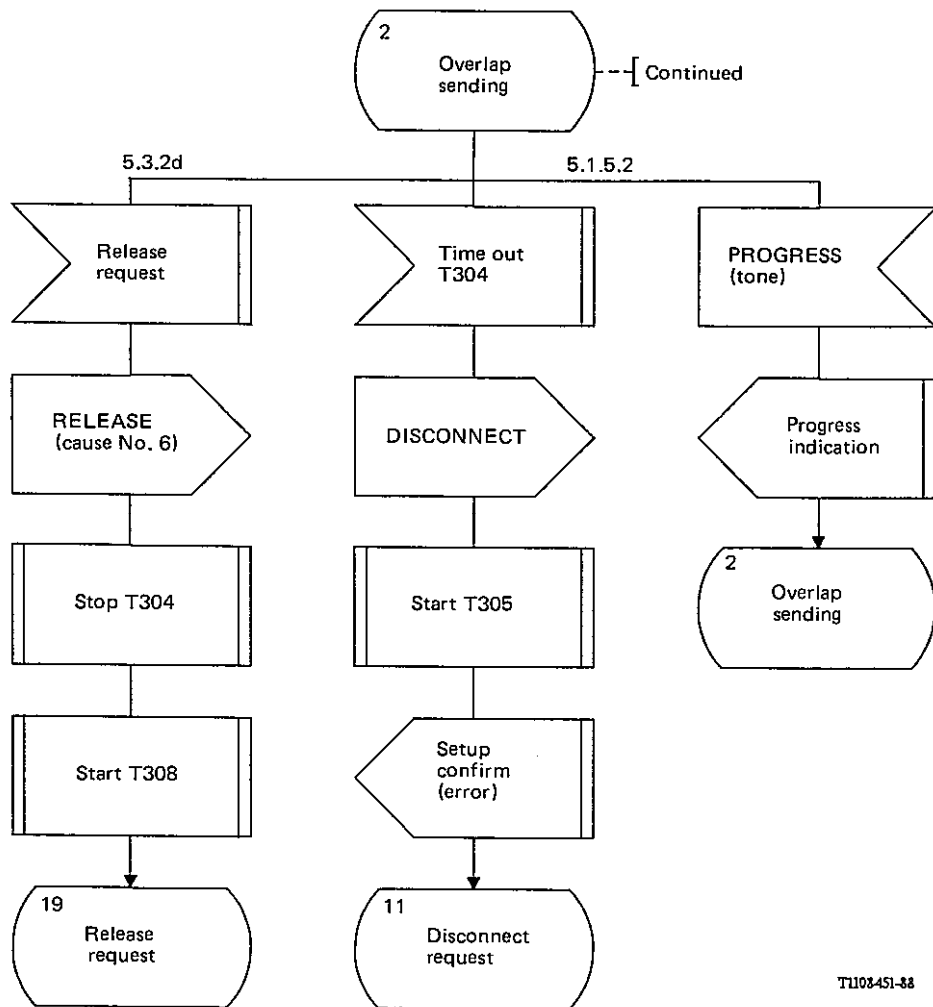 2
Overlap
sending
Continued
5.3.2d
5.1.5.2
Release
request
Time out
T304
PROGRESS
(tone)
RELEASE
(cause No. 6)
DISCONNECT
Progress
indication
Stop T304
Start T305
2
Overlap
sending
Start T308
Setup
confirm
(error)
19
Release
request
11
Disconnect
request
T1108451-88